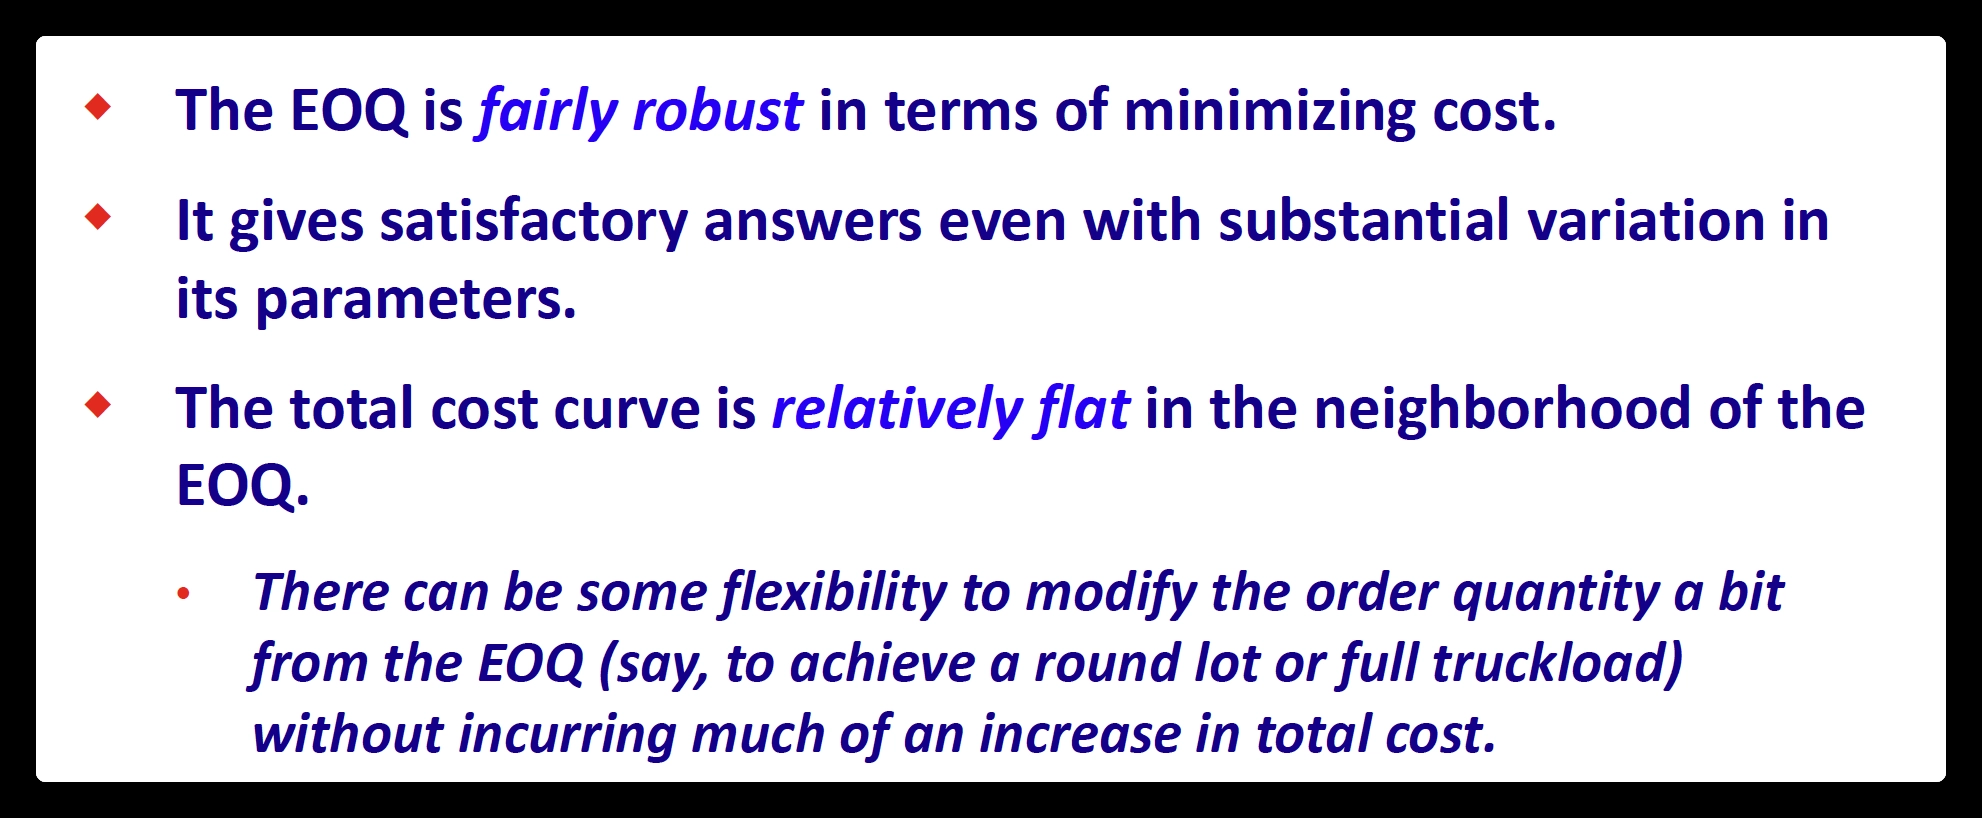 The EOQ is fairly robust in terms of minimizing cost.
It gives satisfactory answers even with substantial variation in
its parameters.
The total cost curve is relatively flat in the neighborhood of the
EOQ.
There can be some flexibility to modify the order quantity a bit
from the EOQ (say, to achieve a round lot or full truckload)
without incurring much of an increase in total cost.